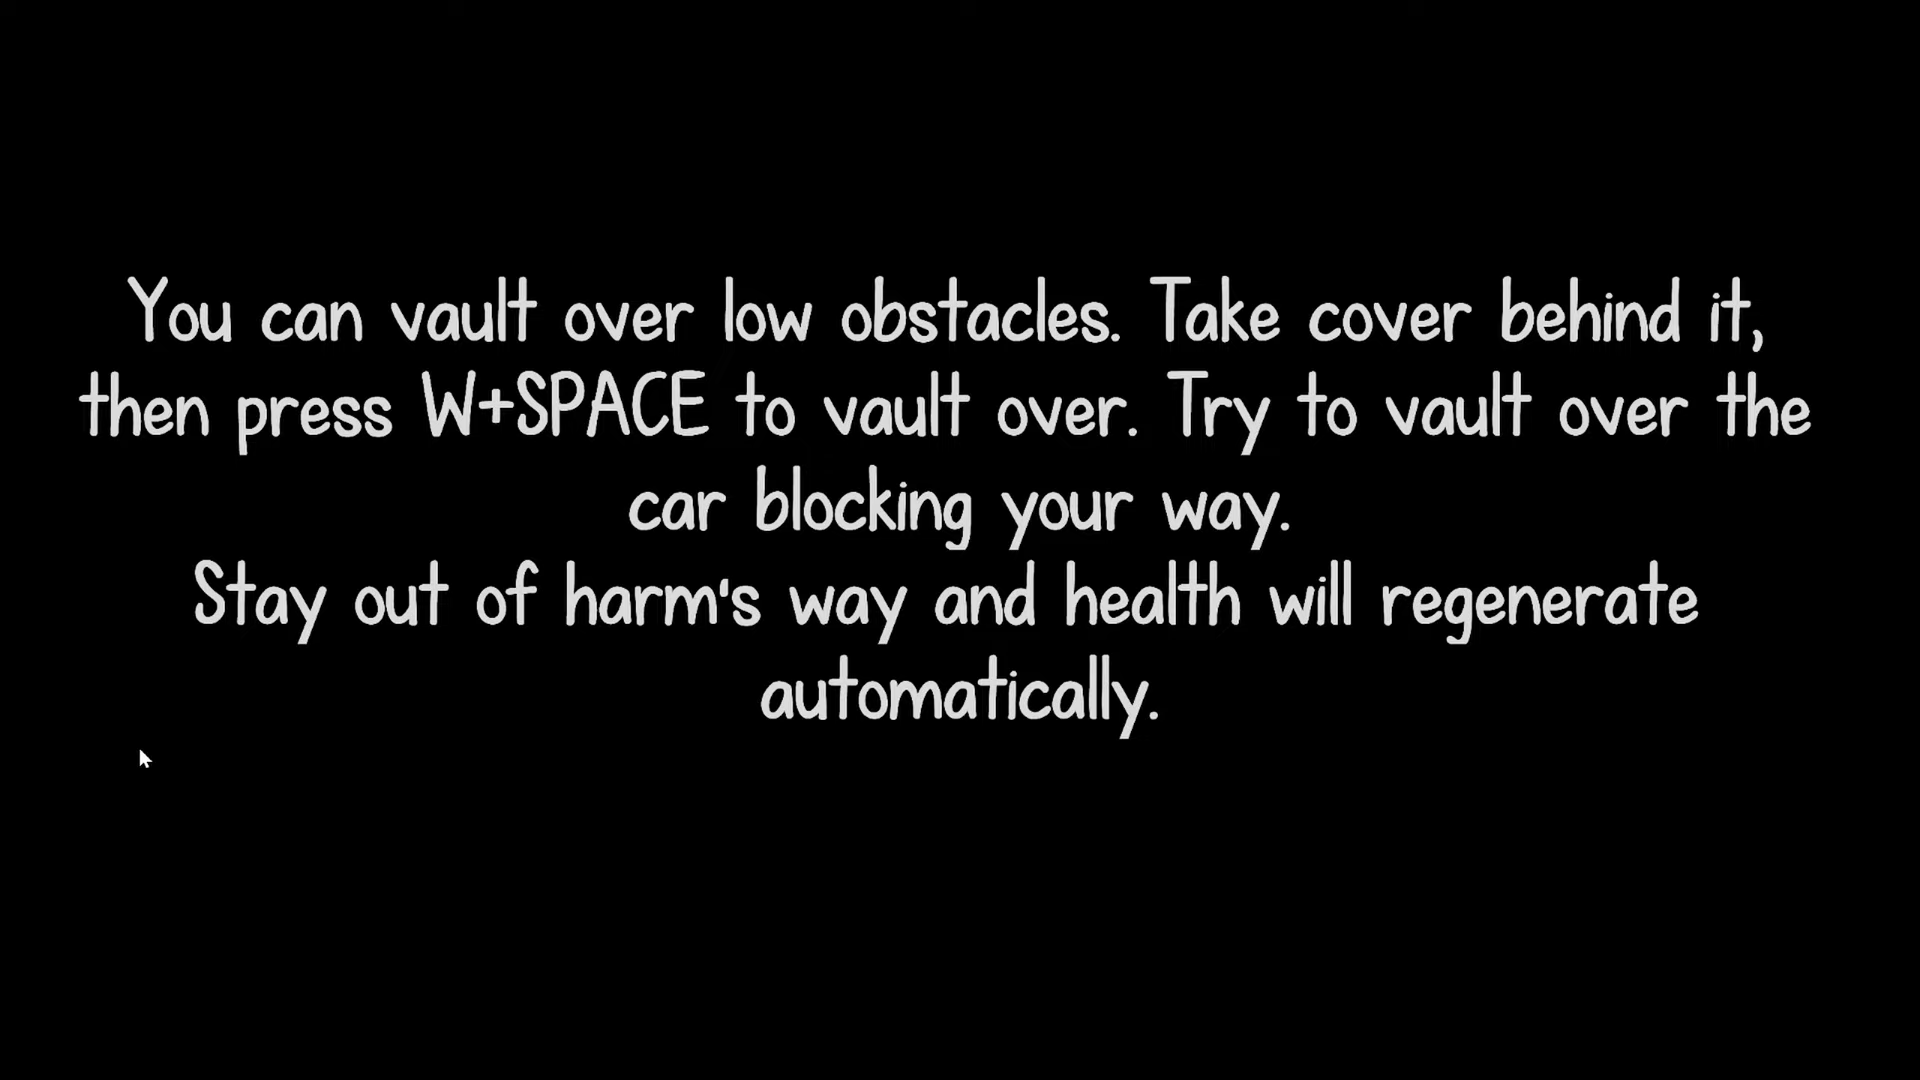 You can vault over low obstacles. Take cover behind it,
then press W+SPACE to vault over. Try to vault over the
car blocking your way.
Stay out of harm's way and health will regenerate
automatically.